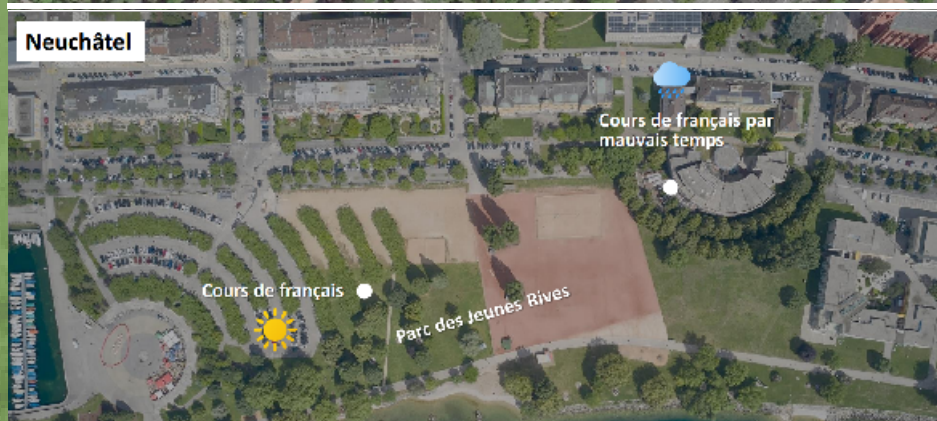 Neuchâtel
Cours de français par
mauvais temps
Cours de français
Parc des Jeunes Rives